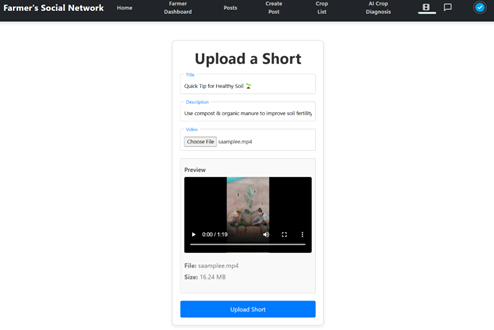 Farmer's Social Network
Home
Farmer Dashboard
Posts
Create Post
Crop List
AI Crop Diagnosis
Upload a Short
Title
Quick Tip for Healthy Soil 🌱
Description
Use compost & organic manure to improve soil fertility
Video
Choose File saamplee.mp4
Preview
0:00 / 1:19
File: saamplee.mp4
Size: 16.24 MB
Upload Short